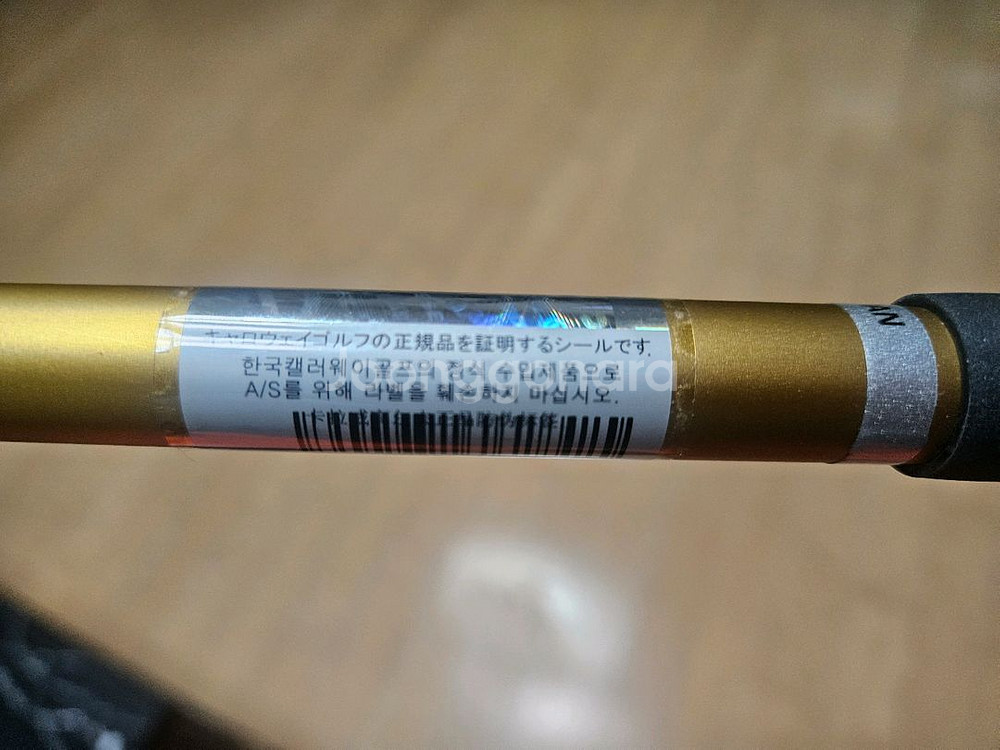 キャロウェイゴルフの正規品を証明するシールです.
한국캘러웨이골프의 정식 수입제품으로
A/S를 위해 라벨을 훼손하지 마십시오.
joonggonara